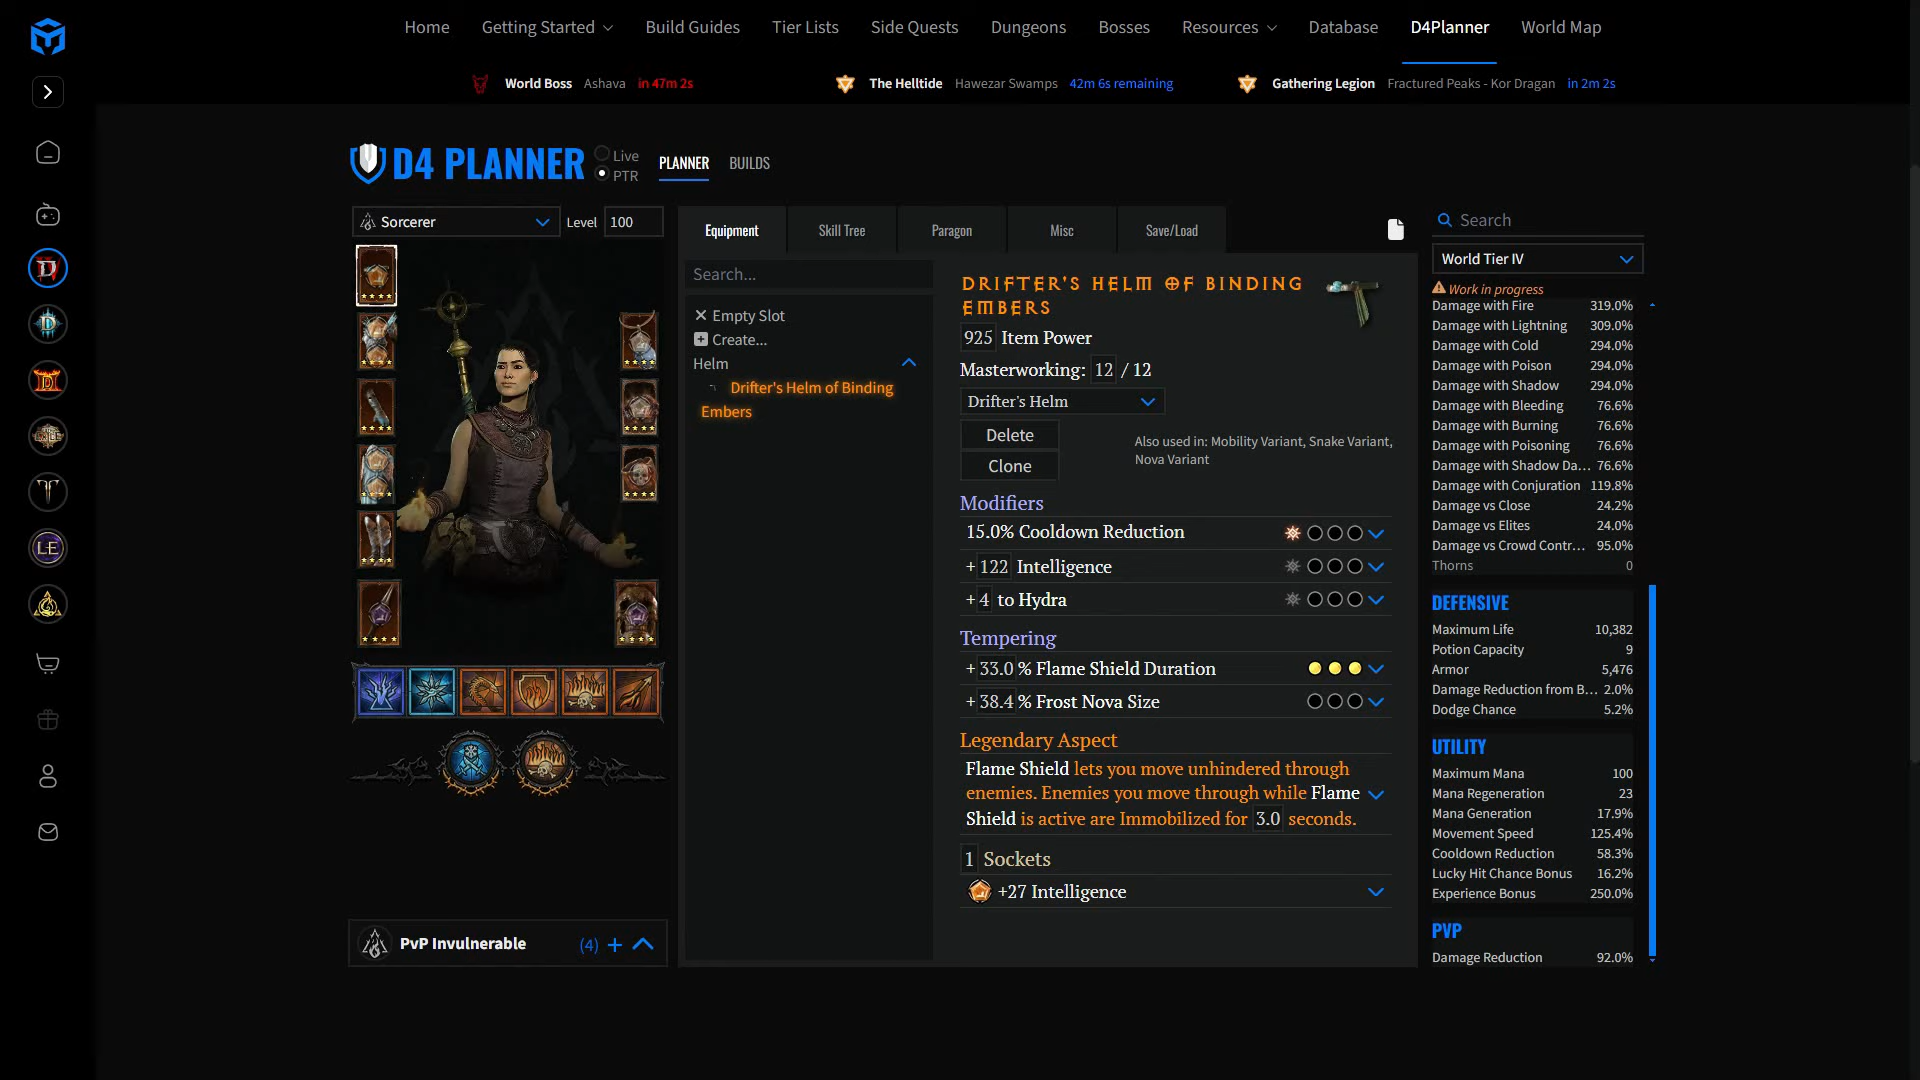 Home
Getting Started
Build Guides
Tier Lists
Side Quests
Dungeons
Bosses
Resources
Database
D4Planner
World Map
World Boss Ashava in 47m 2s
The Helltide Hawezar Swamps 42m 6s remaining
Gathering Legion Fractured Peaks - Kor Dragan in 2m 2s
D4 PLANNER
Live
PTR
PLANNER
BUILDS
Sorcerer
Level 100
Equipment
Skill Tree
Paragon
Misc
Save/Load
Search...
Empty Slot
Create...
Helm
Drifter's Helm of Binding
Embers
DRIFTER'S HELM OF BINDING
EMBERS
925 Item Power
Masterworking: 12 / 12
Drifter's Helm
Delete
Clone
Also used in: Mobility Variant, Snake Variant,
Nova Variant
Modifiers
15.0% Cooldown Reduction
+ 122 Intelligence
+ 4 to Hydra
Tempering
+ 33.0 % Flame Shield Duration
+ 38.4 % Frost Nova Size
Legendary Aspect
Flame Shield lets you move unhindered through
enemies. Enemies you move through while Flame
Shield is active are Immobilized for 3.0 seconds.
1 Sockets
+27 Intelligence
Search
World Tier IV
Work in progress
Damage with Fire 319.0%
Damage with Lightning 309.0%
Damage with Cold 294.0%
Damage with Poison 294.0%
Damage with Shadow 294.0%
Damage with Bleeding 76.6%
Damage with Burning 76.6%
Damage with Poisoning 76.6%
Damage with Shadow Da... 76.6%
Damage with Conjuration 119.8%
Damage vs Close 24.2%
Damage vs Elites 24.0%
Damage vs Crowd Contr... 95.0%
Thorns 0
DEFENSIVE
Maximum Life 10,382
Potion Capacity 9
Armor 5,476
Damage Reduction from B... 2.0%
Dodge Chance 5.2%
UTILITY
Maximum Mana 100
Mana Regeneration 23
Mana Generation 17.9%
Movement Speed 125.4%
Cooldown Reduction 58.3%
Lucky Hit Chance Bonus 16.2%
Experience Bonus 250.0%
PVP
Damage Reduction 92.0%
PvP Invulnerable (4)
LE